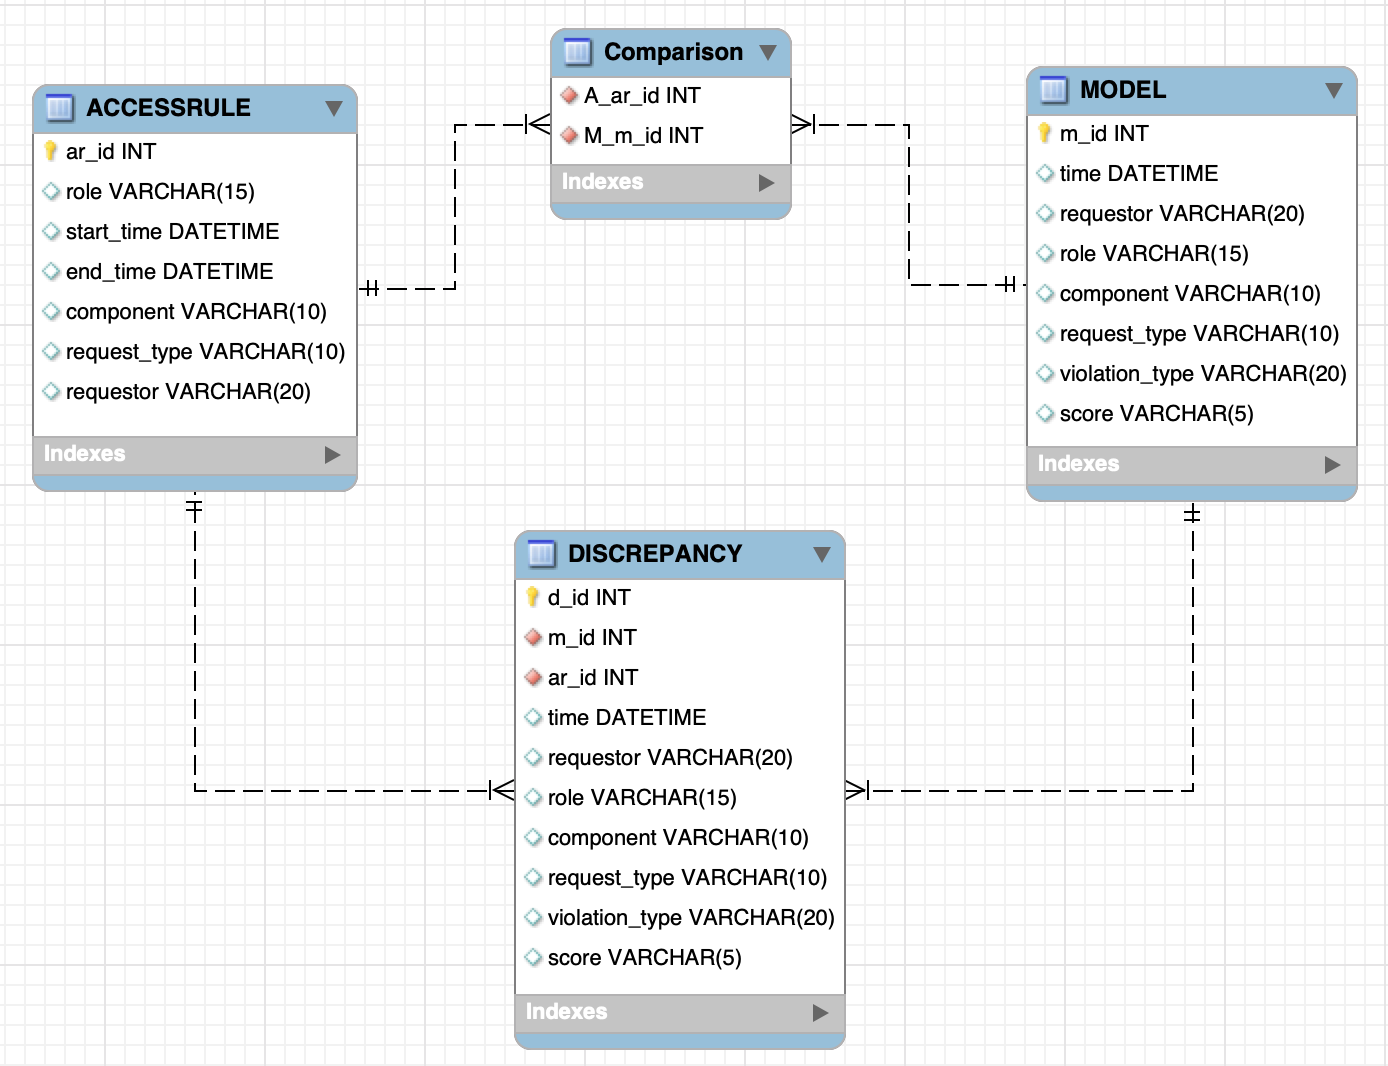 ACCESSRULE
ar_id INT
role VARCHAR(15)
start_time DATETIME
end_time DATETIME
component VARCHAR(10)
request_type VARCHAR(10)
requestor VARCHAR(20)
Indexes
Comparison
A_ar_id INT
M_m_id INT
Indexes
MODEL
m_id INT
time DATETIME
requestor VARCHAR(20)
role VARCHAR(15)
component VARCHAR(10)
request_type VARCHAR(10)
violation_type VARCHAR(20)
score VARCHAR(5)
Indexes
DISCREPANCY
d_id INT
m_id INT
ar_id INT
time DATETIME
requestor VARCHAR(20)
role VARCHAR(15)
component VARCHAR(10)
request_type VARCHAR(10)
violation_type VARCHAR(20)
score VARCHAR(5)
Indexes